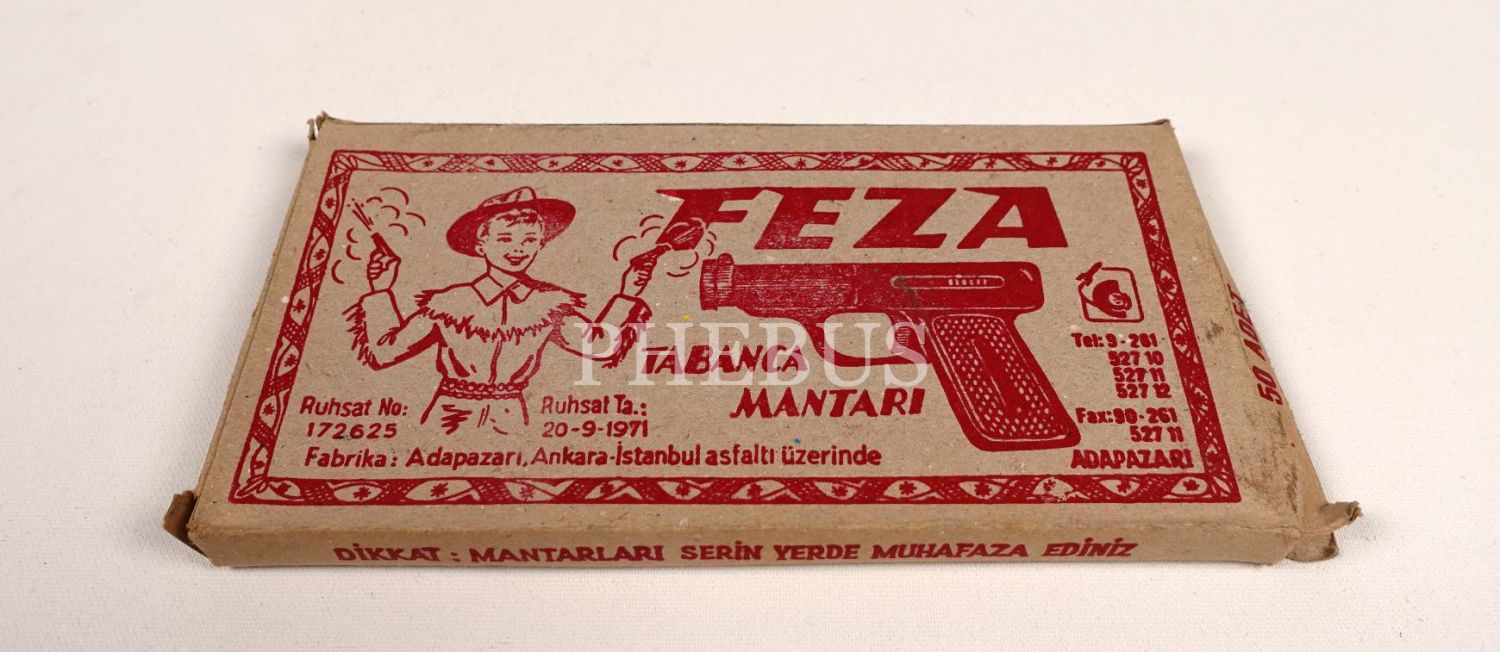 FEZA
TABANCA
MANTARI
Ruhsat No:
172625
Ruhsat Ta.:
20-9-1971
Fabrika: Adapazarı, Ankara-İstanbul asfaltı üzerinde
Tel: 9-261
527 10
527 11
527 12
Fax: 90-261
527 11
ADAPAZARI
50 ADET
DİKKAT : MANTARLARI SERİN YERDE MUHAFAZA EDİNİZ
PHEBUS